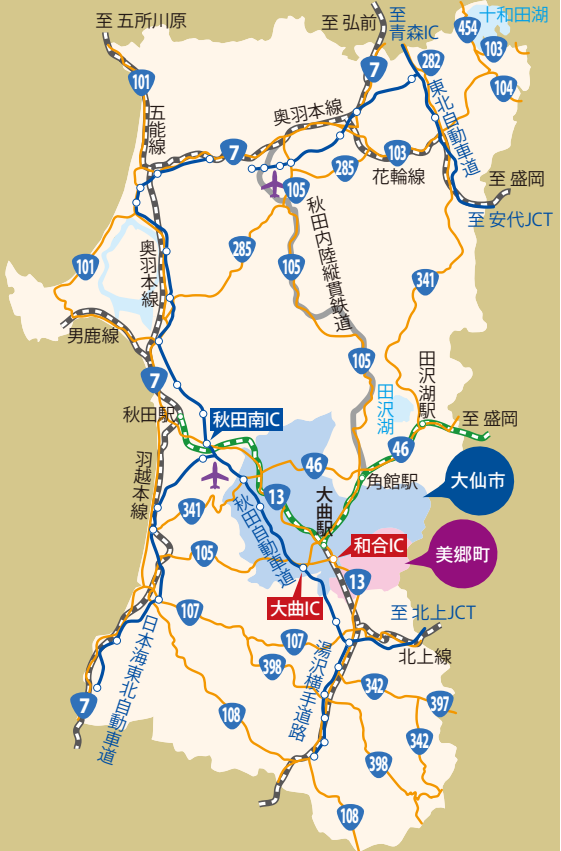 至 五所川原
至 弘前
至
青森IC
十和田湖
454
103
104
282
7
101
五能線
奥羽本線
東北自動車道
7
103
285
花輪線
至 盛岡
至 安代JCT
105
秋田内陸縦貫鉄道
285
105
101
奥羽本線
341
男鹿線
105
7
田沢湖
田沢湖駅
秋田駅
秋田南IC
至 盛岡
46
46
角館駅
大仙市
羽越本線
13
大曲駅
341
秋田自動車道
和合IC
美郷町
105
13
大曲IC
107
至 北上JCT
107
湯沢横手道路
北上線
398
日本海東北自動車道
342
397
7
108
342
398
108